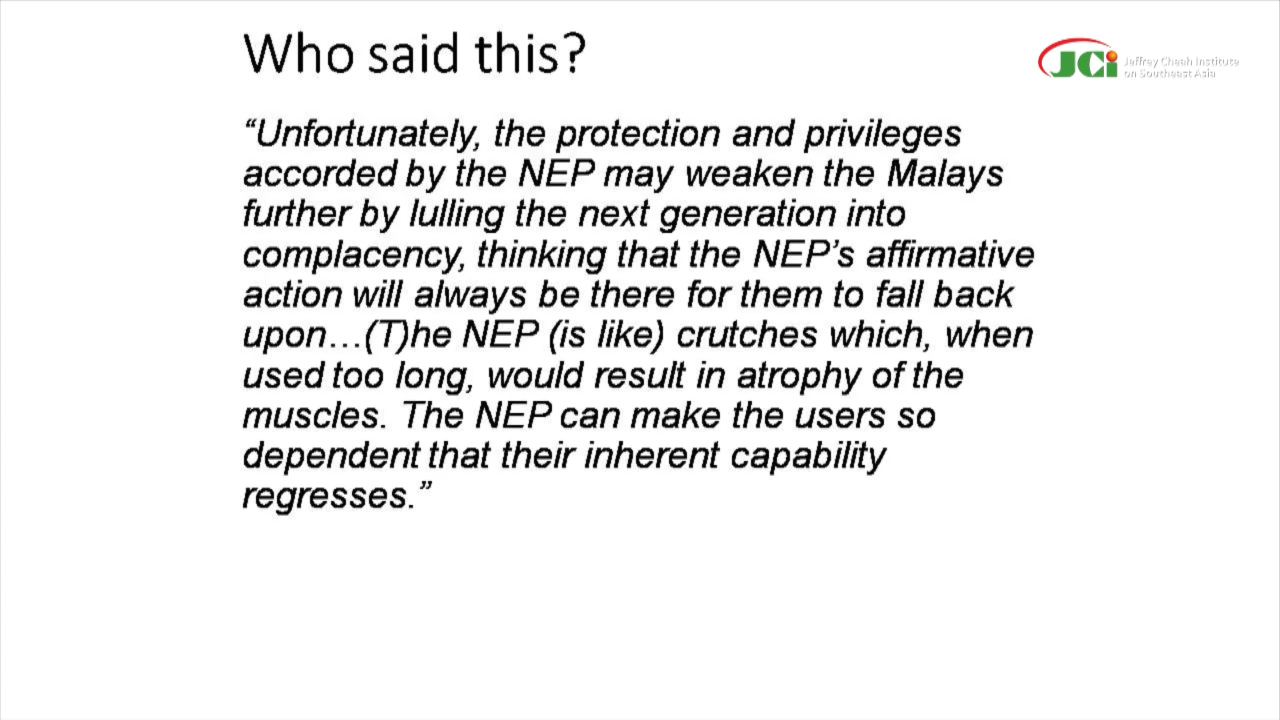 Who said this?
JCi Jeffrey Cheah Institute
on Southeast Asia
“Unfortunately, the protection and privileges
accorded by the NEP may weaken the Malays
further by lulling the next generation into
complacency, thinking that the NEP’s affirmative
action will always be there for them to fall back
upon…(T)he NEP (is like) crutches which, when
used too long, would result in atrophy of the
muscles. The NEP can make the users so
dependent that their inherent capability
regresses.”